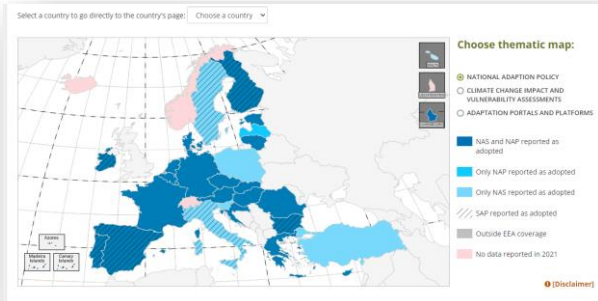 Select a country to go directly to the country's page: Choose a country
Choose thematic map:
NATIONAL ADAPTION POLICY
CLIMATE CHANGE IMPACT AND
VULNERABILITY ASSESSMENTS
ADAPTATION PORTALS AND PLATFORMS
NAS and NAP reported as
adopted
Only NAP reported as adopted
Only NAS reported as adopted
SAP reported as adopted
Outside EEA coverage
No data reported in 2021
Azores
Madeira
Islands
Canary
Islands
[Disclaimer]